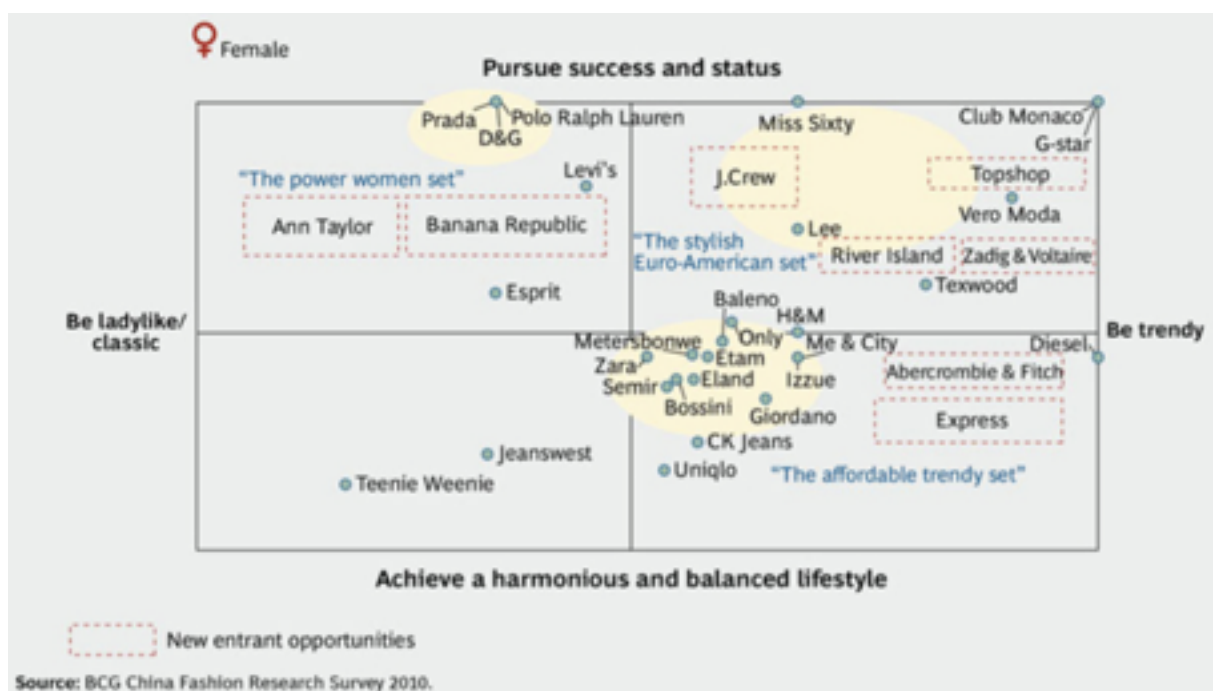 Female
Pursue success and status
Prada
Polo Ralph Lauren
D&G
Miss Sixty
Club Monaco
G-star
Levi's
"The power women set"
J.Crew
Topshop
Vero Moda
Ann Taylor
Banana Republic
Lee
"The stylish
Euro-American set"
River Island
Zadig & Voltaire
Texwood
Esprit
Baleno
H&M
Be ladylike/
classic
Be trendy
Metersbonwe
Only
Me & City
Diesel
Zara
Etam
Abercrombie & Fitch
Semir
Eland
Izzue
Bossini
Giordano
Express
CK Jeans
Jeanswest
Uniqlo
"The affordable trendy set"
Teenie Weenie
Achieve a harmonious and balanced lifestyle
New entrant opportunities
Source: BCG China Fashion Research Survey 2010.